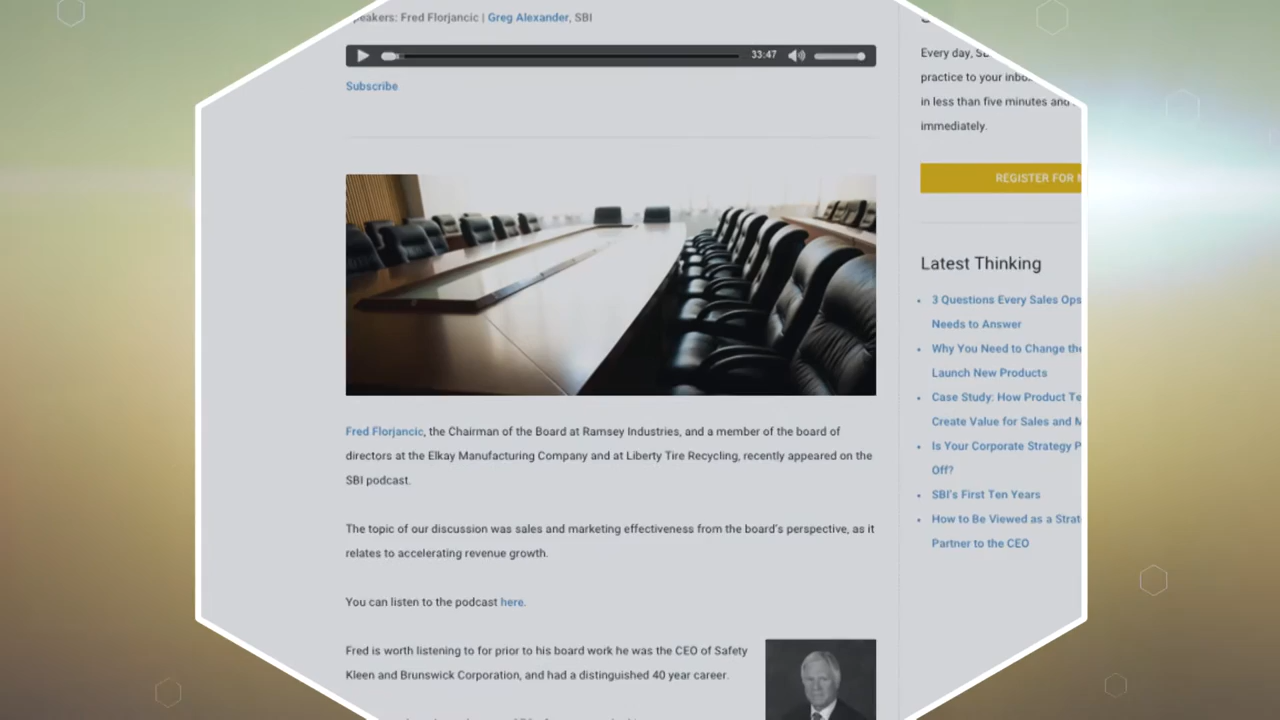 Speakers: Fred Florjancic | Greg Alexander, SBI
33:47
Subscribe
Fred Florjancic, the Chairman of the Board at Ramsey Industries, and a member of the board of
directors at the Elkay Manufacturing Company and at Liberty Tire Recycling, recently appeared on the
SBI podcast.
The topic of our discussion was sales and marketing effectiveness from the board's perspective, as it
relates to accelerating revenue growth.
You can listen to the podcast here.
Fred is worth listening to for prior to his board work he was the CEO of Safety
Kleen and Brunswick Corporation, and had a distinguished 40 year career.
Every day,
practice to your
in less than five minutes and
immediately.
REGISTER FOR
Latest Thinking
3 Questions Every Sales Ops
Needs to Answer
Why You Need to Change the
Launch New Products
Case Study: How Product
Create Value for Sales and
Is Your Corporate Strategy
Off?
SBI's First Ten Years
How to Be Viewed as a
Partner to the CEO